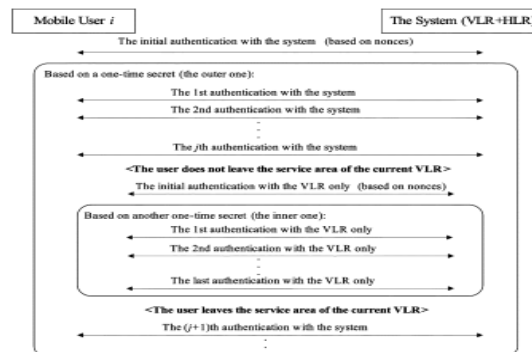 Mobile User i
The System (VLR+HLR)
The initial authentication with the system (based on nonces)
Based on a one-time secret (the outer one):
The 1st authentication with the system
The 2nd authentication with the system
The jth authentication with the system
<The user does not leave the service area of the current VLR>
The initial authentication with the VLR only (based on nonces)
Based on another one-time secret (the inner one):
The 1st authentication with the VLR only
The 2nd authentication with the VLR only
The last authentication with the VLR only
<The user leaves the service area of the current VLR>
The (j+1)th authentication with the system